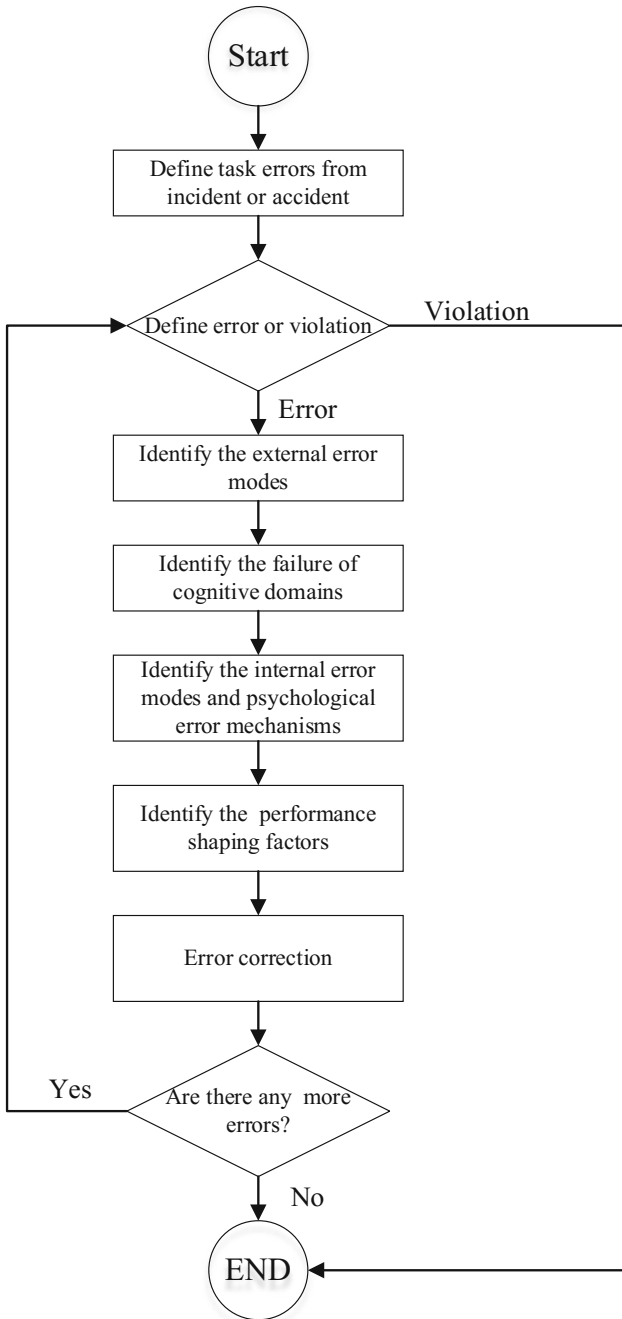 Start
Define task errors from
incident or accident
Define error or violation
Violation
Error
Identify the external error
modes
Identify the failure of
cognitive domains
Identify the internal error
modes and psychological
error mechanisms
Identify the performance
shaping factors
Error correction
Yes
Are there any more
errors?
No
END